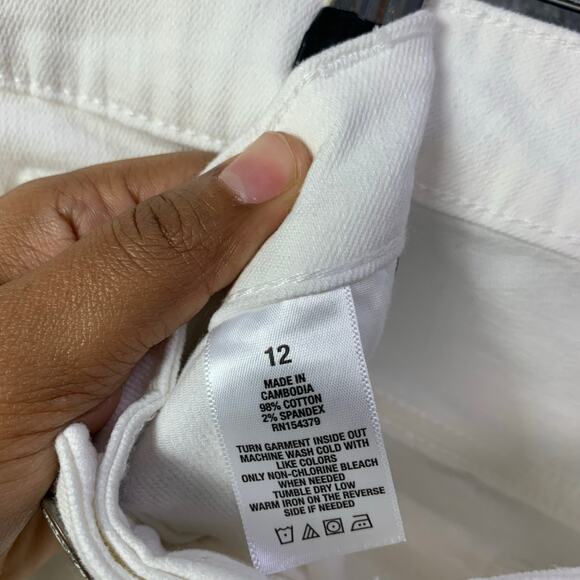 12
MADE IN
CAMBODIA
98% COTTON
2% SPANDEX
RN154379
TURN GARMENT INSIDE OUT
MACHINE WASH COLD WITH
LIKE COLORS
ONLY NON-CHLORINE BLEACH
WHEN NEEDED
TUMBLE DRY LOW
WARM IRON ON THE REVERSE
SIDE IF NEEDED